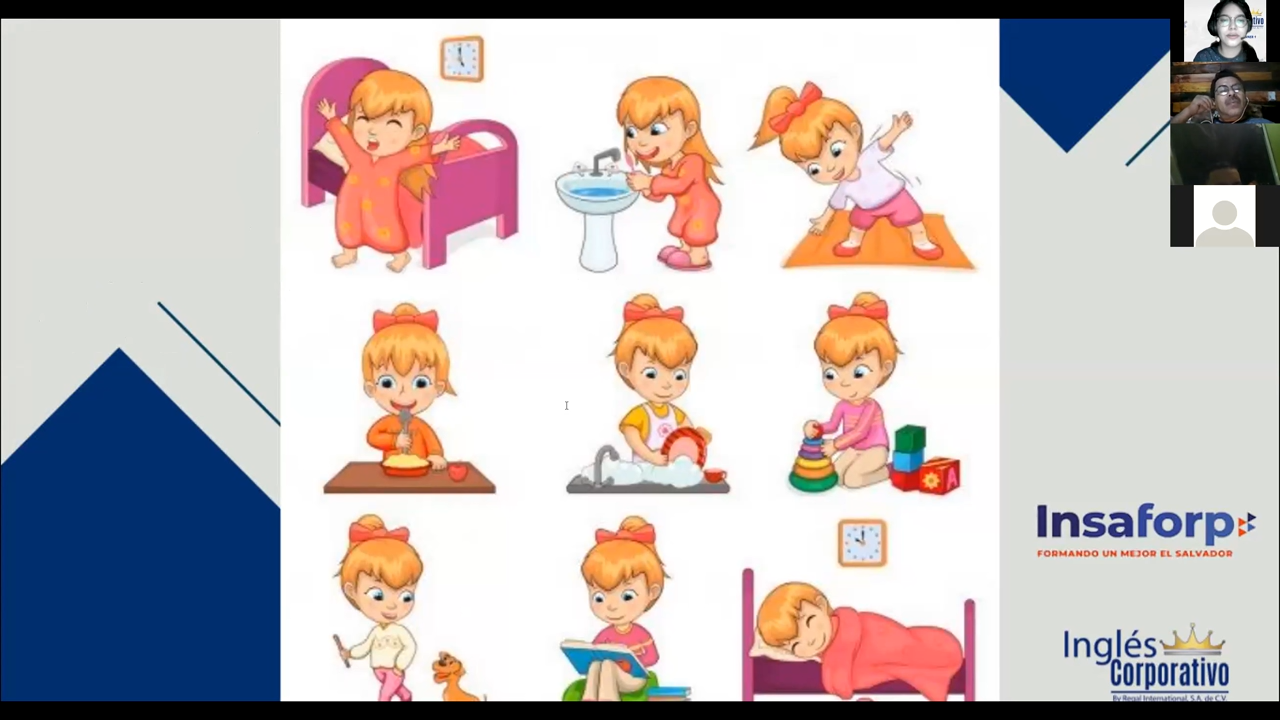 A
Insaforp
FORMANDO UN MEJOR EL SALVADOR
Inglés
Corporativo
By Regal International, S.A. de C.V.